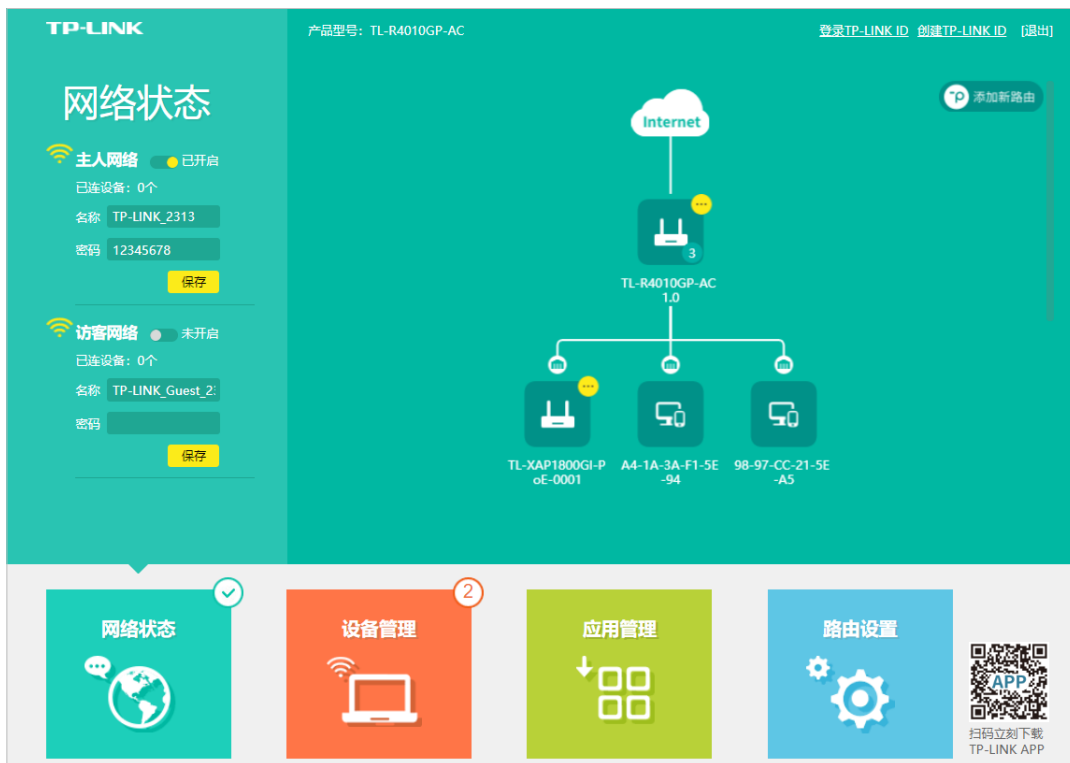 TP-LINK
产品型号：TL-R4010GP-AC
登录TP-LINK ID 创建TP-LINK ID [退出]
网络状态
添加新路由
Internet
主人网络 已开启
已连设备：0个
名称 TP-LINK_2313
密码 12345678
保存
3
TL-R4010GP-AC
1.0
访客网络 未开启
已连设备：0个
名称 TP-LINK_Guest_2
密码
保存
TL-XAP1800GI-P
oE-0001
A4-1A-3A-F1-5E
-94
98-97-CC-21-5E
-A5
网络状态
2
设备管理
应用管理
路由设置
APP
扫码立刻下载
TP-LINK APP